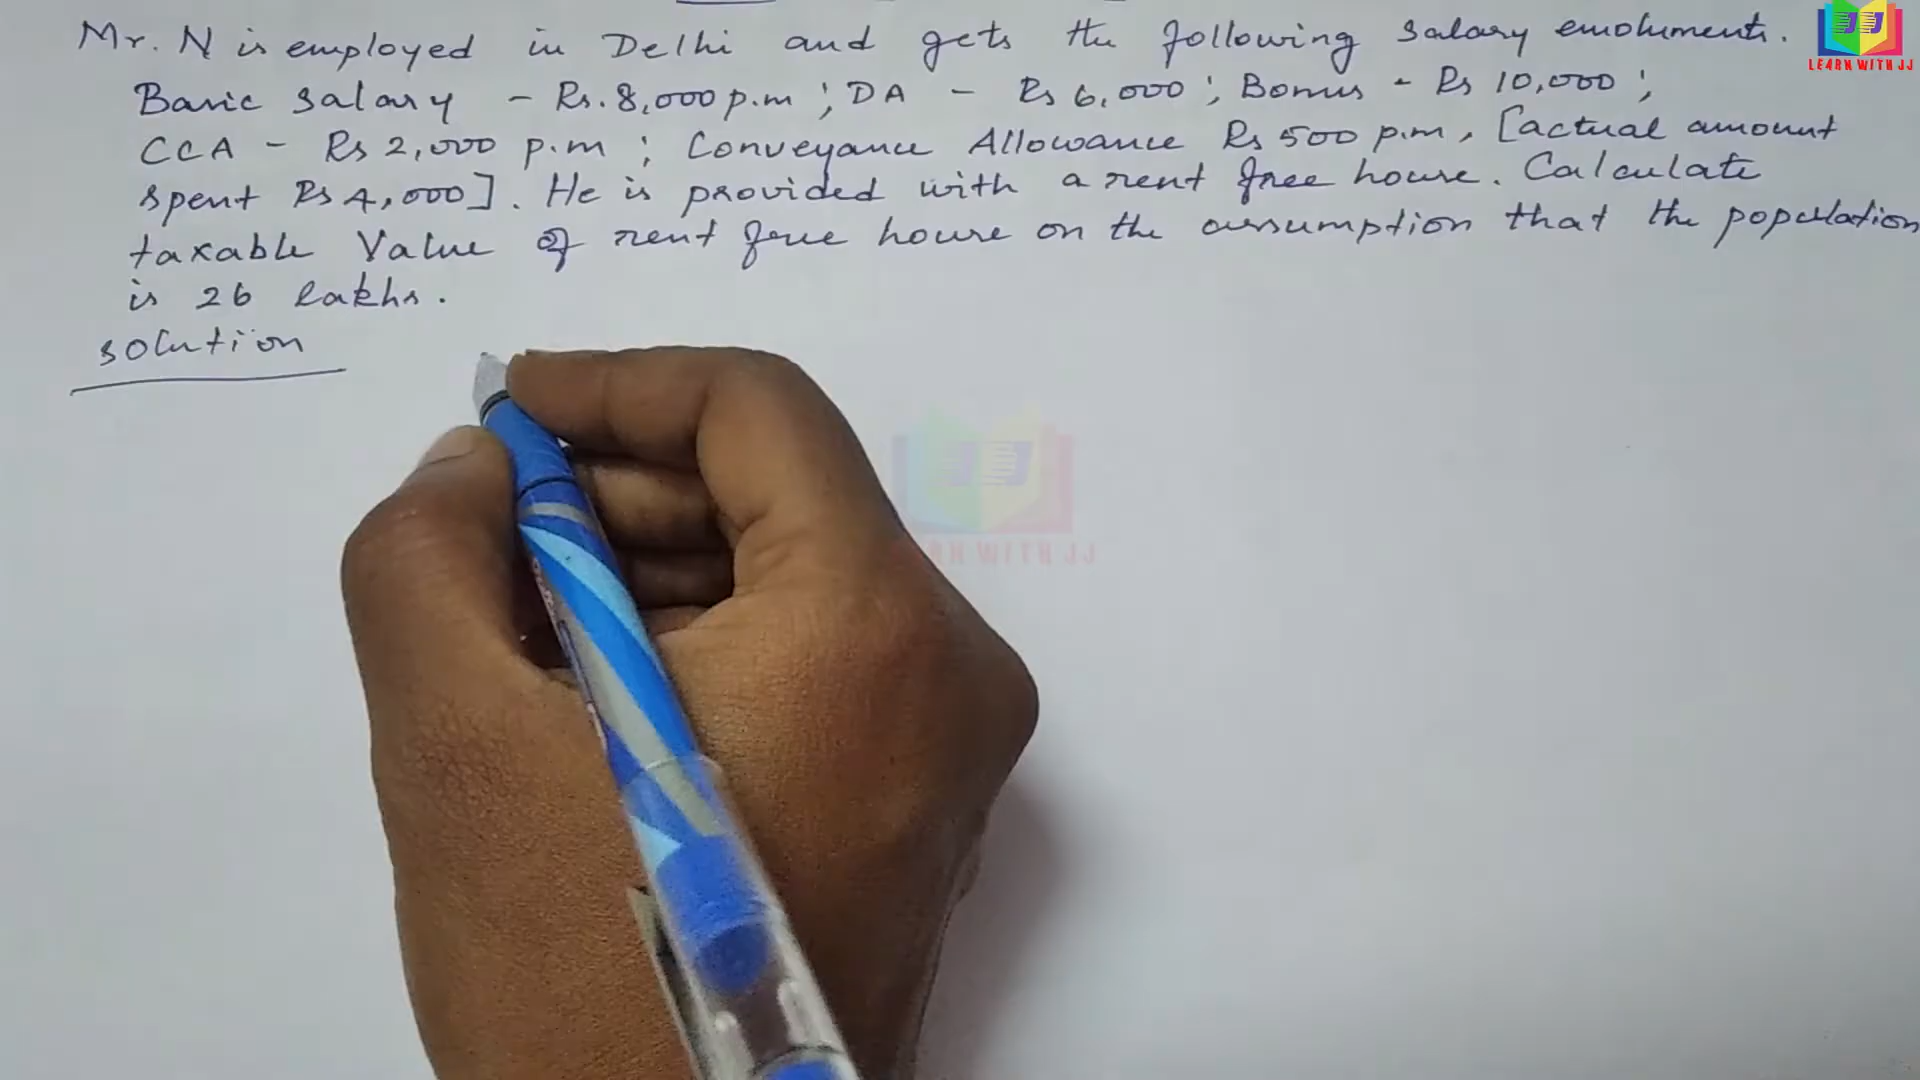 Mr. N is employed in Delhi and gets the following salary emoluments.
Basic salary - Rs. 8,000 p.m ; DA - Rs 6,000 ; Bonus - Rs 10,000 ;
CCA - Rs 2,000 p.m ; Conveyance Allowance Rs 500 p.m, [actual amount
spent Rs 4,000]. He is provided with a rent free house. Calculate
taxable Value of rent free house on the assumption that the population
is 26 lakhs.
solution
LEARN WITH JJ
LEARN WITH JJ